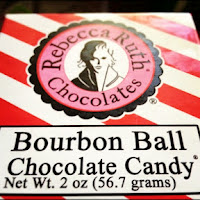 Rebecca Ruth®
Chocolates
®
Bourbon Ball
Chocolate Candy®
Net Wt. 2 oz (56.7 grams)